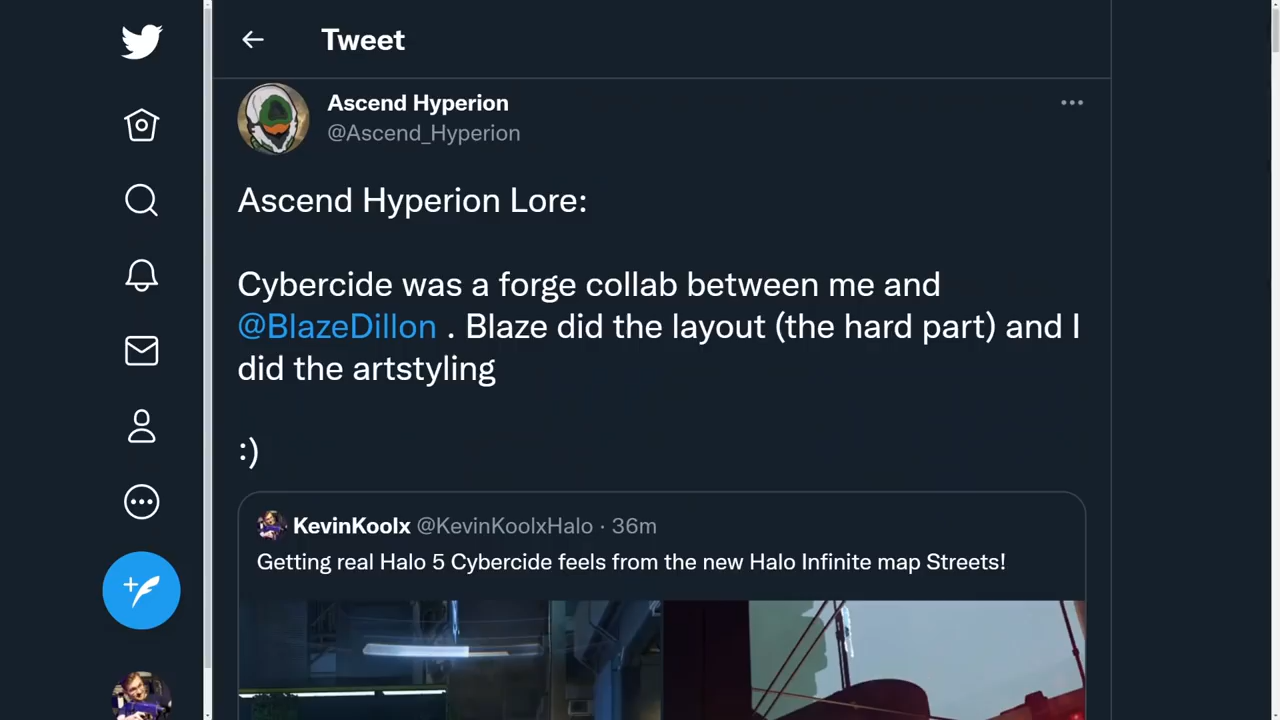 Tweet
Ascend Hyperion
@Ascend_Hyperion
Ascend Hyperion Lore:
Cybercide was a forge collab between me and
@BlazeDillon . Blaze did the layout (the hard part) and I
did the artstyling
:)
KevinKoolx @KevinKoolxHalo · 36m
Getting real Halo 5 Cybercide feels from the new Halo Infinite map Streets!